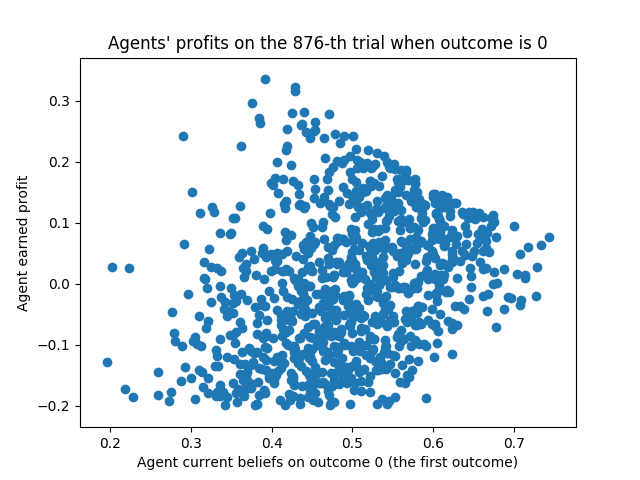 Agents' profits on the 876-th trial when outcome is 0
Agent earned profit
0.3
0.2
0.1
0.0
−0.1
−0.2
0.2 0.3 0.4 0.5 0.6 0.7
Agent current beliefs on outcome 0 (the first outcome)